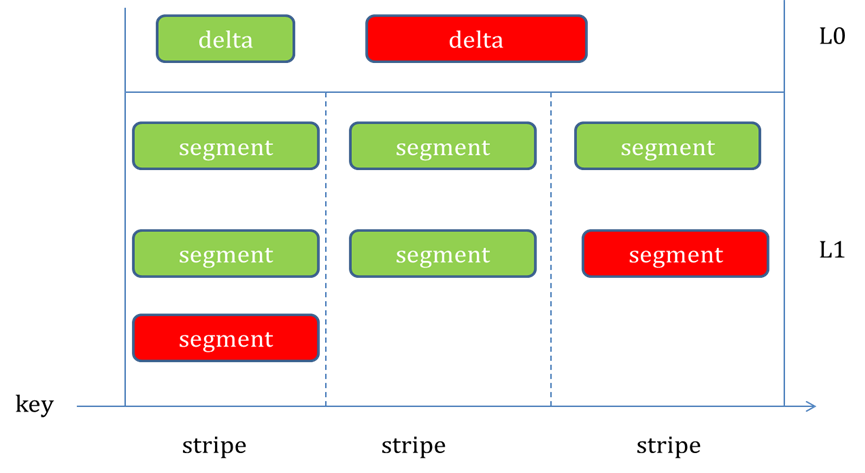 delta delta L0
segment segment segment
segment segment segment L1
segment
key
stripe stripe stripe